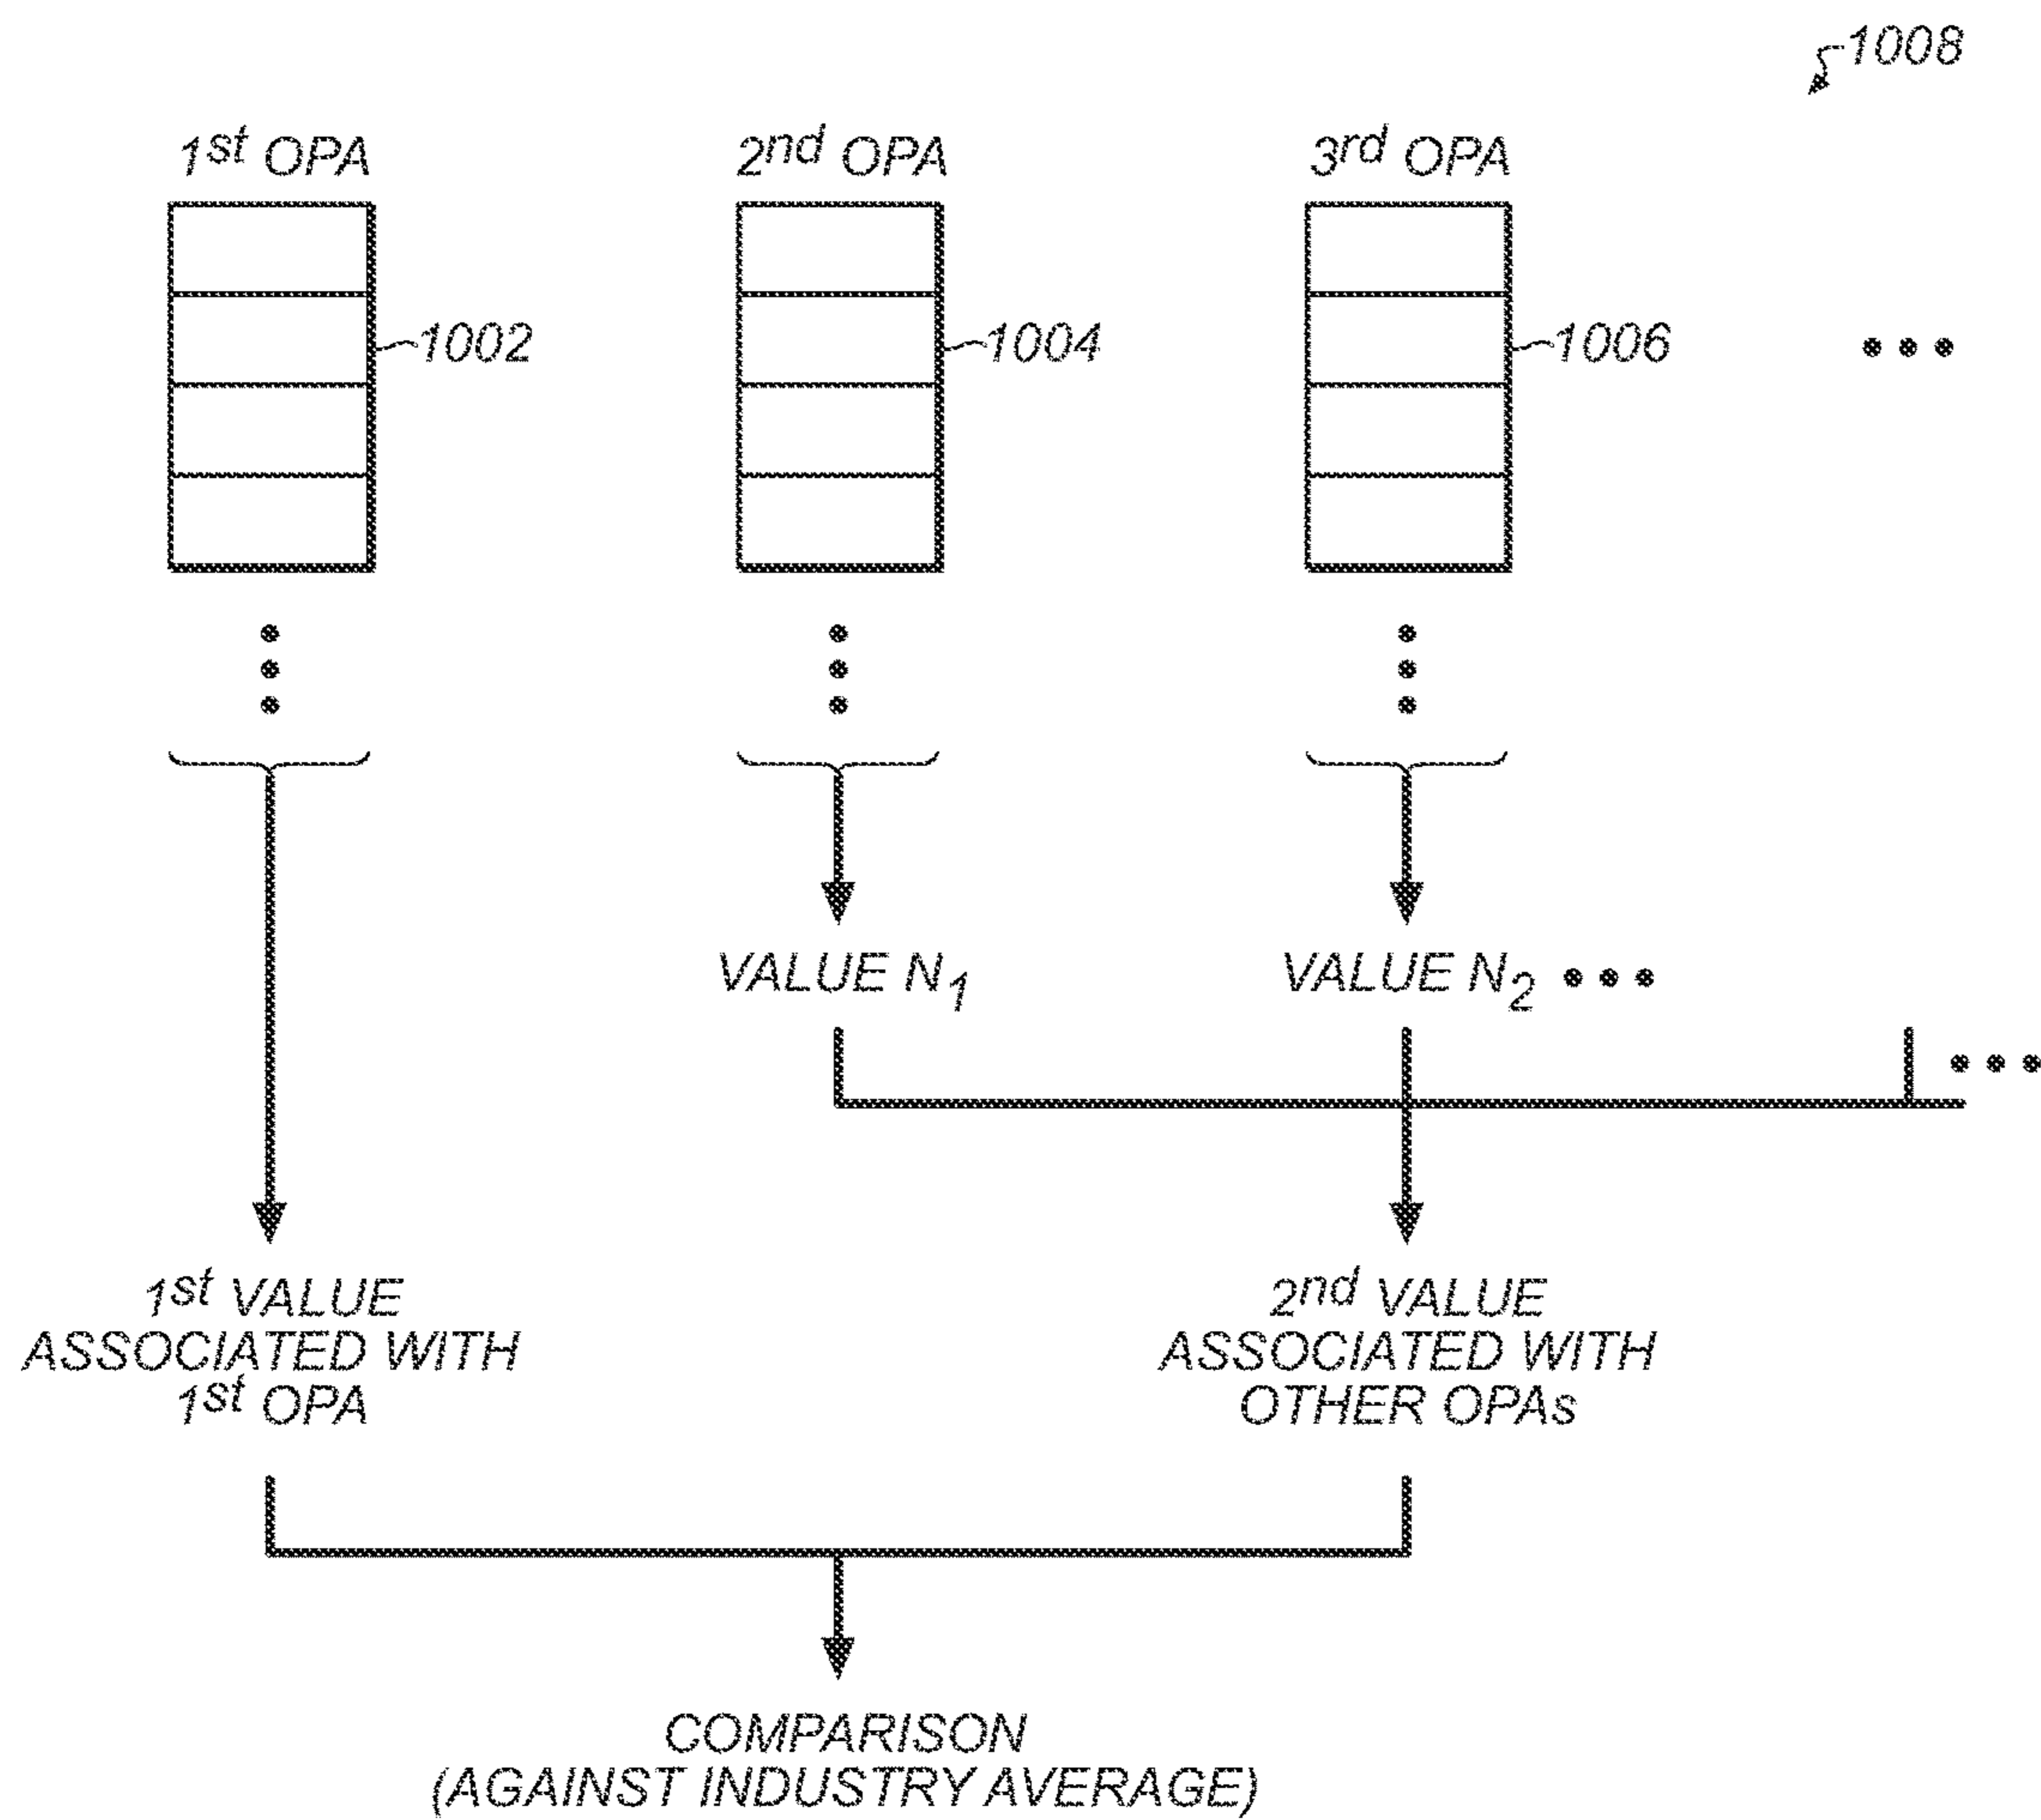 1008
1st OPA
2nd OPA
3rd OPA
1002
1004
1006
VALUE N1
VALUE N2
1st VALUE
ASSOCIATED WITH
1st OPA
2nd VALUE
ASSOCIATED WITH
OTHER OPAs
COMPARISON
(AGAINST INDUSTRY AVERAGE)